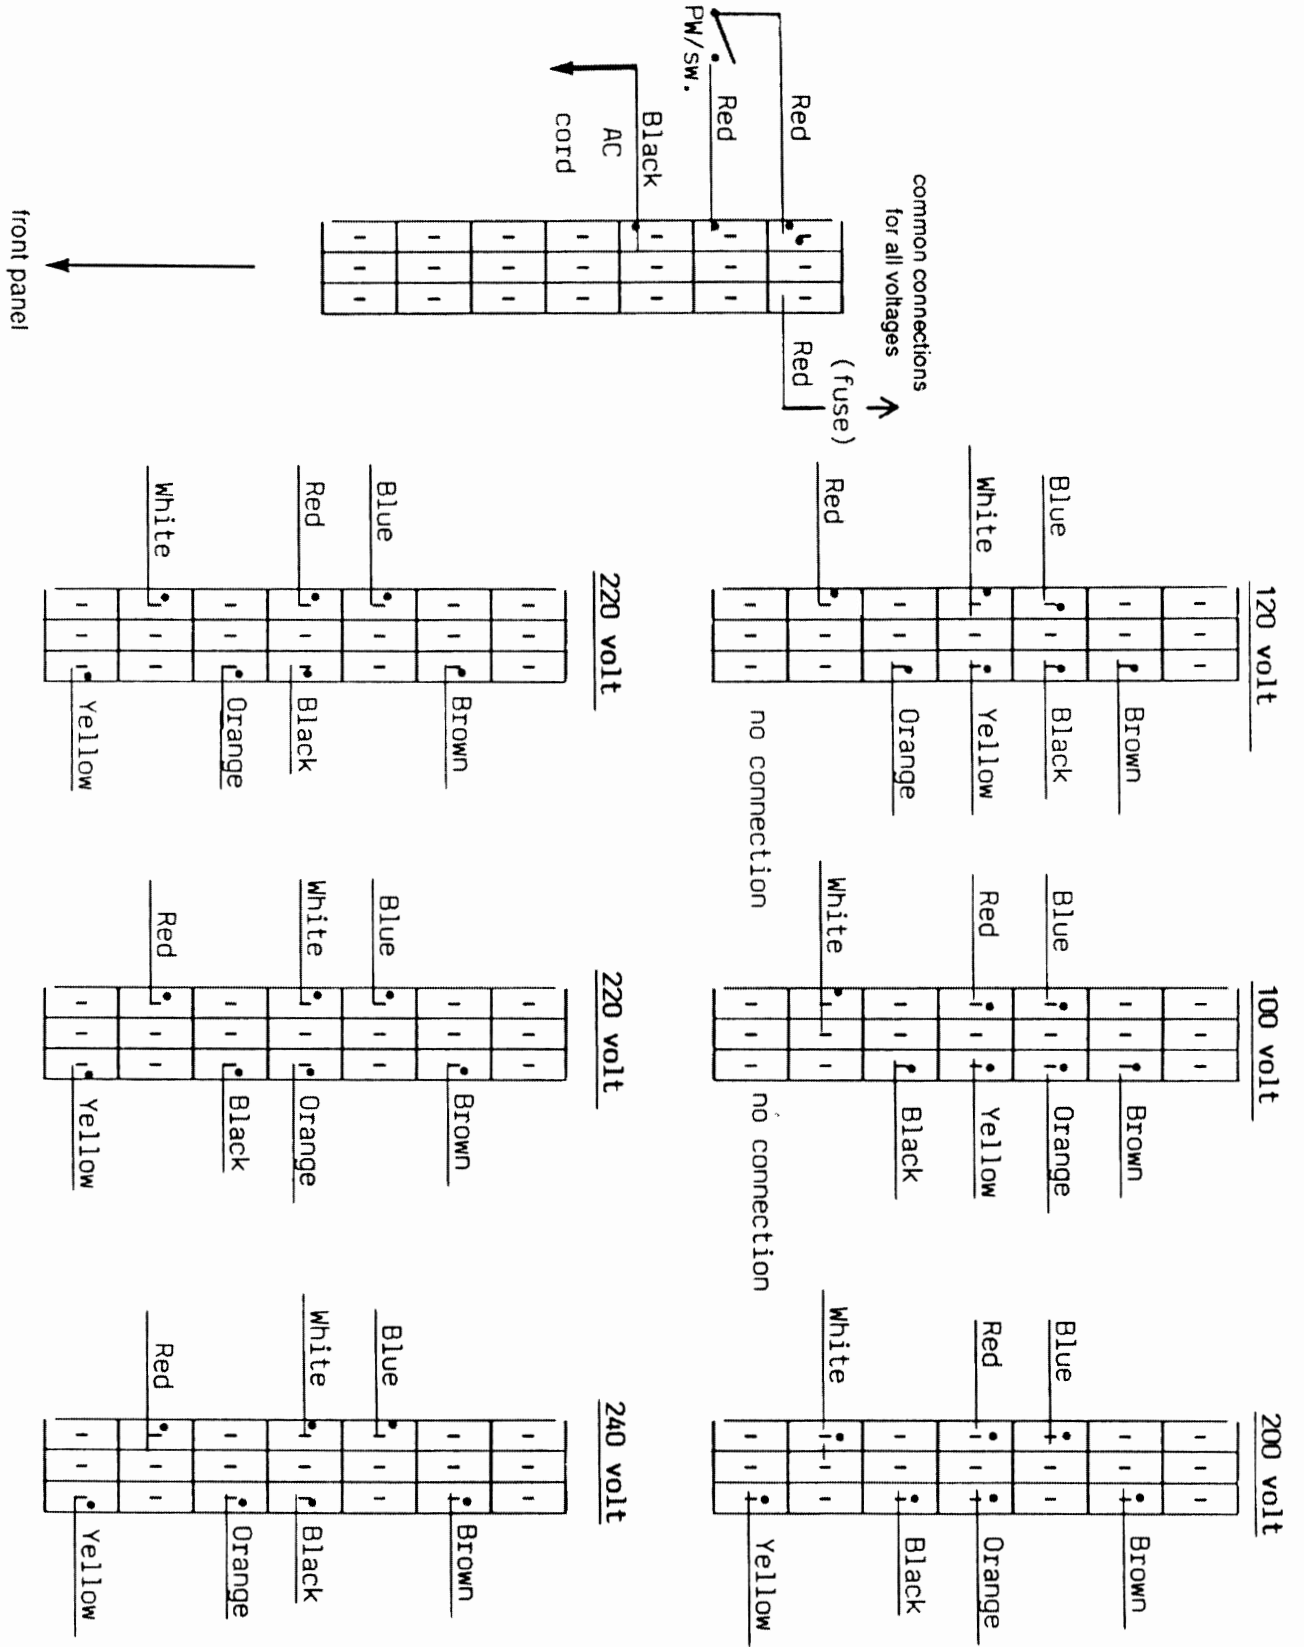 common connections
for all voltages
(fuse)
Red
Red
Red
PW/sw.
Black
AC
cord
front panel
120 volt
Blue
White
Red
Brown
Black
Yellow
Orange
no connection
100 volt
Blue
Red
White
Brown
Orange
Yellow
Black
no connection
200 volt
Blue
Red
White
Brown
Orange
Black
Yellow
220 volt
Blue
Red
White
Brown
Black
Orange
Yellow
220 volt
Blue
White
Red
Brown
Orange
Black
Yellow
240 volt
Blue
White
Red
Brown
Black
Orange
Yellow